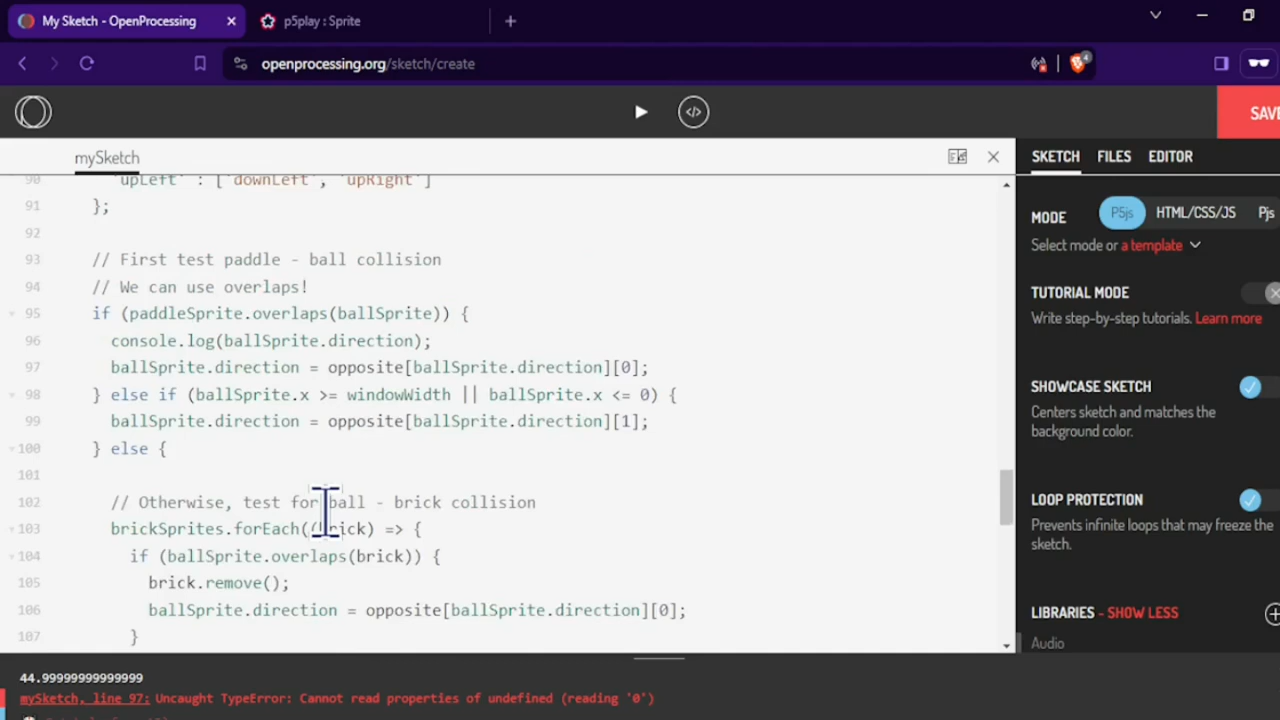 My Sketch - OpenProcessing
p5play : Sprite
openprocessing.org/sketch/create
4
</>
SAVE
mySketch
SKETCH FILES EDITOR
90 'upLeft' : ['downLeft', 'upRight']
91 };
92
93 // First test paddle - ball collision
94 // We can use overlaps!
95 if (paddleSprite.overlaps(ballSprite)) {
96 console.log(ballSprite.direction);
97 ballSprite.direction = opposite[ballSprite.direction][0];
98 } else if (ballSprite.x >= windowWidth || ballSprite.x <= 0) {
99 ballSprite.direction = opposite[ballSprite.direction][1];
100 } else {
101
102 // Otherwise, test for ball - brick collision
103 brickSprites.forEach((brick) => {
104 if (ballSprite.overlaps(brick)) {
105 brick.remove();
106 ballSprite.direction = opposite[ballSprite.direction][0];
107 }
MODE P5js HTML/CSS/JS Pjs
Select mode or a template
TUTORIAL MODE
Write step-by-step tutorials. Learn more
SHOWCASE SKETCH
Centers sketch and matches the
background color.
LOOP PROTECTION
Prevents infinite loops that may freeze the
sketch.
LIBRARIES - SHOW LESS
Audio
44.99999999999999
mySketch, line 97: Uncaught TypeError: Cannot read properties of undefined (reading '0')